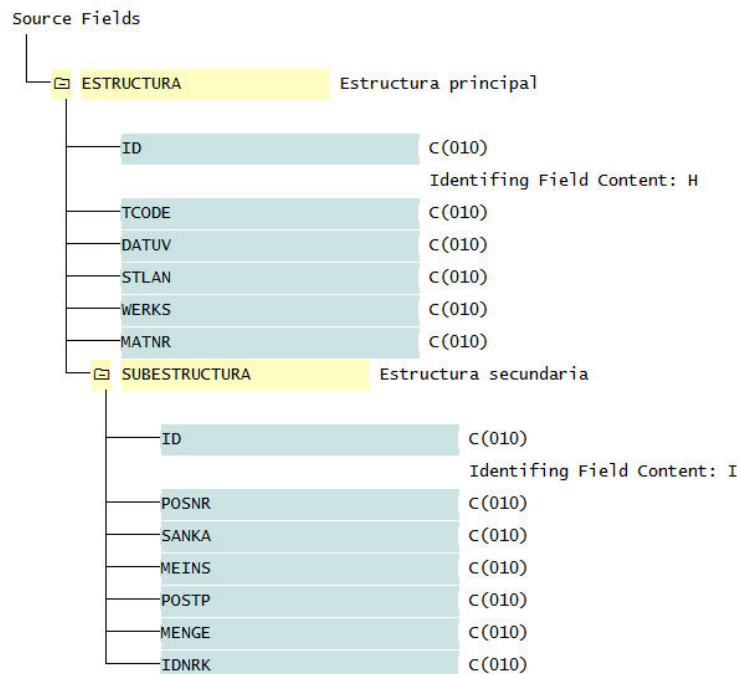 Source Fields
ESTRUCTURA Estructura principal
ID C(010)
Identifing Field Content: H
TCODE C(010)
DATUV C(010)
STLAN C(010)
WERKS C(010)
MATNR C(010)
SUBESTRUCTURA Estructura secundaria
ID C(010)
Identifing Field Content: I
POSNR C(010)
SANKA C(010)
MEINS C(010)
POSTP C(010)
MENGE C(010)
IDNRK C(010)